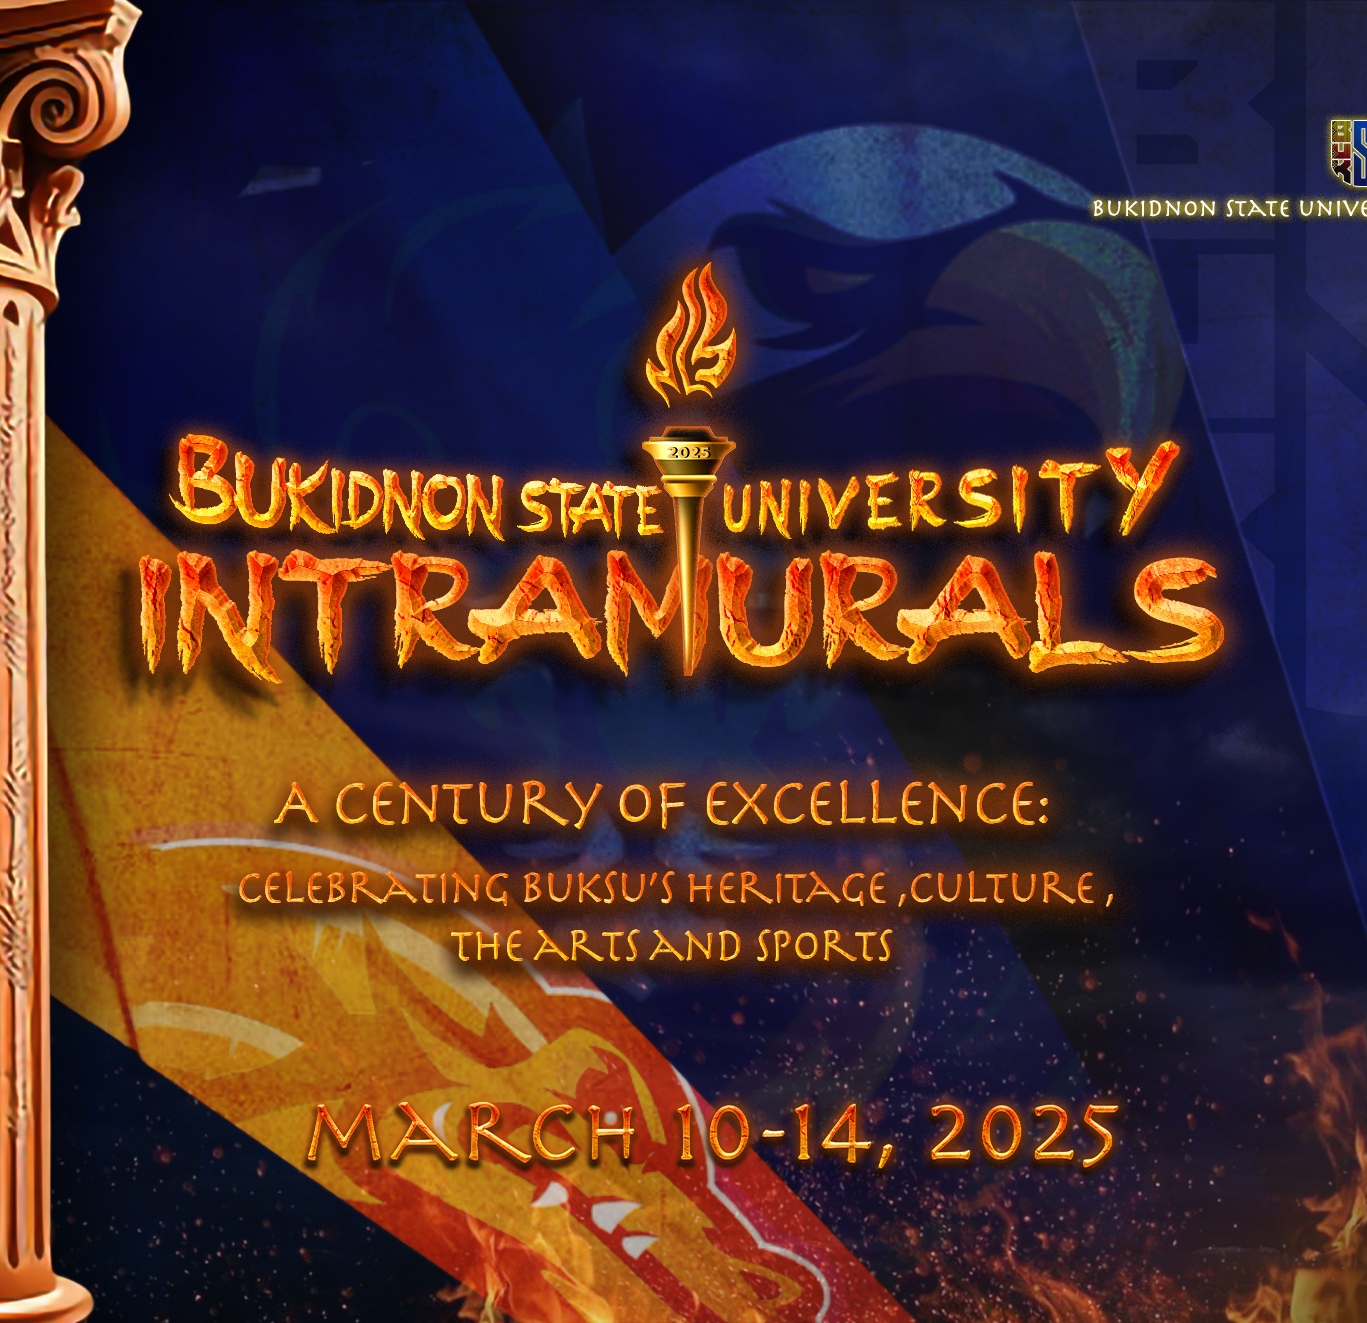 BUKIDNON STATE UNIVE
2025
BUKIDNON STATE UNIVERSITY
INTRAMURALS
A CENTURY OF EXCELLENCE:
CELEBRATING BUKSU'S HERITAGE ,CULTURE ,
THE ARTS AND SPORTS
MARCH 10-14, 2025